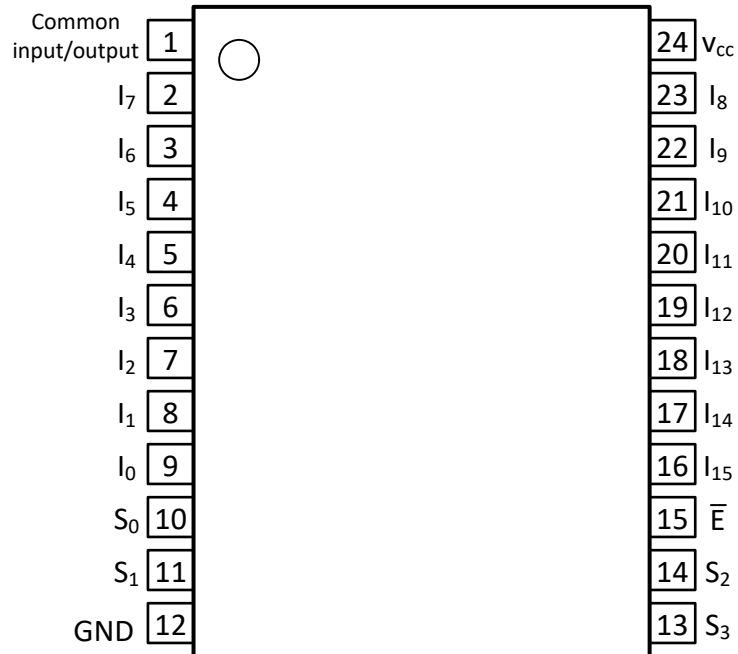 Common
input/output 1
I₇ 2
I₆ 3
I₅ 4
I₄ 5
I₃ 6
I₂ 7
I₁ 8
I₀ 9
S₀ 10
S₁ 11
GND 12
24 v꜀꜀
23 I₈
22 I₉
21 I₁₀
20 I₁₁
19 I₁₂
18 I₁₃
17 I₁₄
16 I₁₅
15 E̅
14 S₂
13 S₃